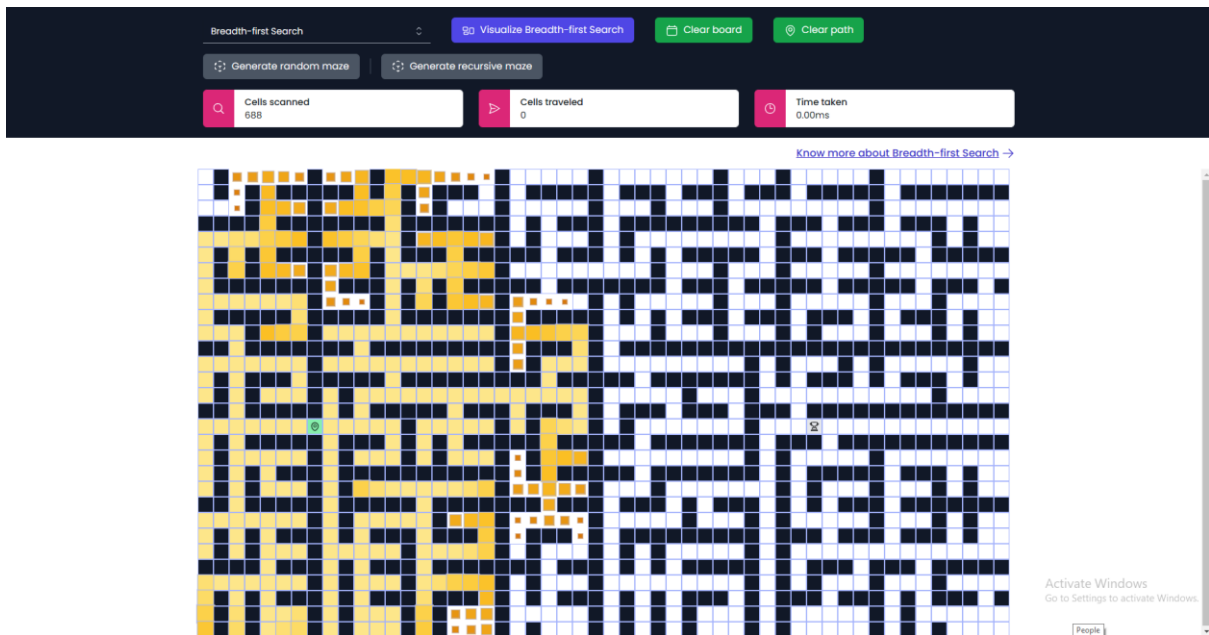 Breadth-first Search
Visualize Breadth-first Search
Clear board
Clear path
Generate random maze
Generate recursive maze
Cells scanned
688
Cells traveled
0
Time taken
0.00ms
Know more about Breadth-first Search →
Activate Windows
Go to Settings to activate Windows.
People